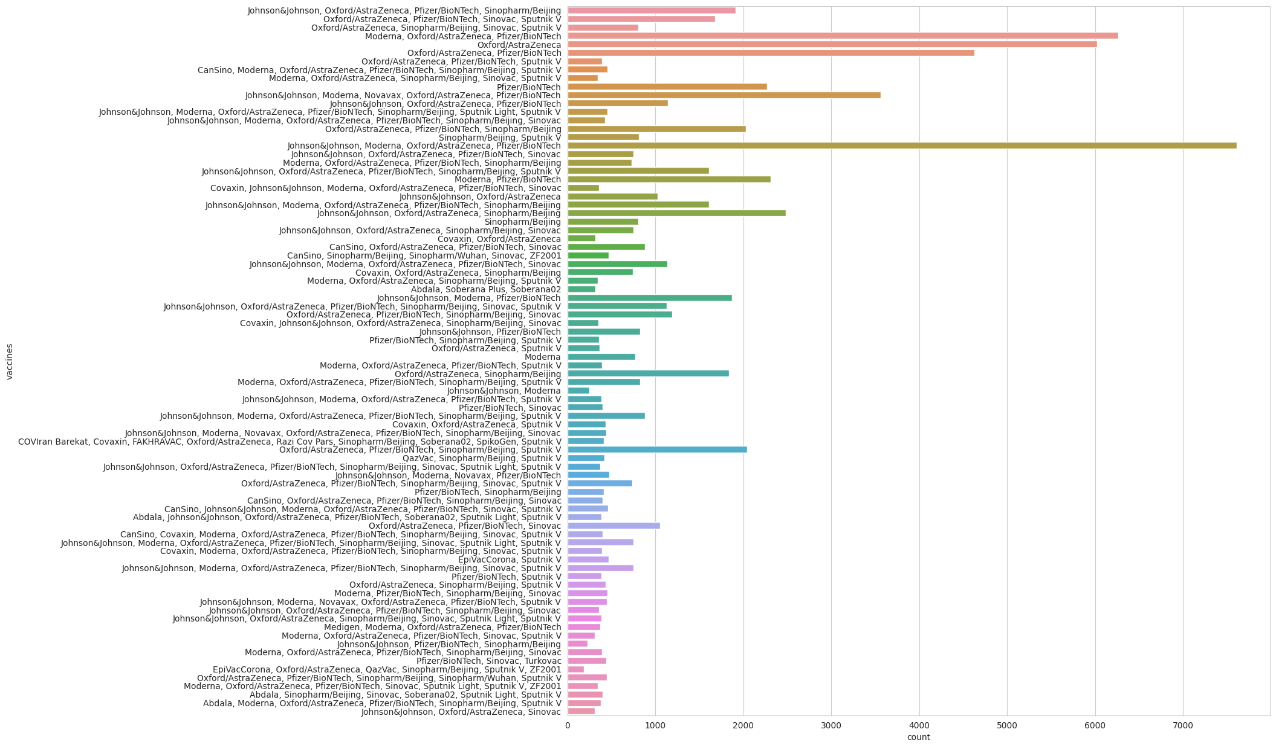 Johnson&Johnson, Oxford/AstraZeneca, Pfizer/BioNTech, Sinopharm/Beijing
Oxford/AstraZeneca, Pfizer/BioNTech, Sinovac, Sputnik V
Oxford/AstraZeneca, Sinopharm/Beijing, Sinovac, Sputnik V
Moderna, Oxford/AstraZeneca, Pfizer/BioNTech
Oxford/AstraZeneca
Oxford/AstraZeneca, Pfizer/BioNTech
Oxford/AstraZeneca, Pfizer/BioNTech, Sputnik V
CanSino, Moderna, Oxford/AstraZeneca, Pfizer/BioNTech, Sinopharm/Beijing, Sputnik V
Moderna, Oxford/AstraZeneca, Sinopharm/Beijing, Sinovac, Sputnik V
Pfizer/BioNTech
Johnson&Johnson, Moderna, Novavax, Oxford/AstraZeneca, Pfizer/BioNTech
Johnson&Johnson, Oxford/AstraZeneca, Pfizer/BioNTech
Johnson&Johnson, Moderna, Oxford/AstraZeneca, Pfizer/BioNTech, Sinopharm/Beijing, Sputnik Light, Sputnik V
Johnson&Johnson, Moderna, Oxford/AstraZeneca, Pfizer/BioNTech, Sinopharm/Beijing, Sinovac
Oxford/AstraZeneca, Pfizer/BioNTech, Sinopharm/Beijing
Sinopharm/Beijing, Sputnik V
Johnson&Johnson, Moderna, Oxford/AstraZeneca, Pfizer/BioNTech
Johnson&Johnson, Oxford/AstraZeneca, Pfizer/BioNTech, Sinovac
Moderna, Oxford/AstraZeneca, Pfizer/BioNTech, Sinopharm/Beijing
Johnson&Johnson, Oxford/AstraZeneca, Pfizer/BioNTech, Sinopharm/Beijing, Sputnik V
Moderna, Pfizer/BioNTech
Covaxin, Johnson&Johnson, Moderna, Oxford/AstraZeneca, Pfizer/BioNTech, Sinovac
Johnson&Johnson, Oxford/AstraZeneca
Johnson&Johnson, Moderna, Oxford/AstraZeneca, Pfizer/BioNTech, Sinopharm/Beijing
Johnson&Johnson, Oxford/AstraZeneca, Sinopharm/Beijing
Sinopharm/Beijing
Johnson&Johnson, Oxford/AstraZeneca, Sinopharm/Beijing, Sinovac
Covaxin, Oxford/AstraZeneca
CanSino, Oxford/AstraZeneca, Pfizer/BioNTech, Sinovac
CanSino, Sinopharm/Beijing, Sinopharm/Wuhan, Sinovac, ZF2001
Johnson&Johnson, Moderna, Oxford/AstraZeneca, Pfizer/BioNTech, Sinovac
Covaxin, Oxford/AstraZeneca, Sinopharm/Beijing
Moderna, Oxford/AstraZeneca, Sinopharm/Beijing, Sputnik V
Abdala, Soberana Plus, Soberana02
Johnson&Johnson, Moderna, Pfizer/BioNTech
Johnson&Johnson, Oxford/AstraZeneca, Pfizer/BioNTech, Sinopharm/Beijing, Sinovac, Sputnik V
Oxford/AstraZeneca, Pfizer/BioNTech, Sinopharm/Beijing, Sinovac
Covaxin, Johnson&Johnson, Oxford/AstraZeneca, Sinopharm/Beijing, Sinovac
Johnson&Johnson, Pfizer/BioNTech
Pfizer/BioNTech, Sinopharm/Beijing, Sputnik V
Oxford/AstraZeneca, Sputnik V
Moderna
Moderna, Oxford/AstraZeneca, Pfizer/BioNTech, Sputnik V
Oxford/AstraZeneca, Sinopharm/Beijing
Moderna, Oxford/AstraZeneca, Pfizer/BioNTech, Sinopharm/Beijing, Sputnik V
Johnson&Johnson, Moderna
Johnson&Johnson, Moderna, Oxford/AstraZeneca, Pfizer/BioNTech, Sputnik V
Pfizer/BioNTech, Sinovac
Johnson&Johnson, Moderna, Oxford/AstraZeneca, Pfizer/BioNTech, Sinopharm/Beijing, Sputnik V
Covaxin, Oxford/AstraZeneca, Sputnik V
Johnson&Johnson, Moderna, Novavax, Oxford/AstraZeneca, Pfizer/BioNTech, Sinopharm/Beijing, Sinovac
COVIran Barekat, Covaxin, FAKHRAVAC, Oxford/AstraZeneca, Razi Cov Pars, Sinopharm/Beijing, Soberana02, SpikoGen, Sputnik V
Oxford/AstraZeneca, Pfizer/BioNTech, Sinopharm/Beijing, Sputnik V
QazVac, Sinopharm/Beijing, Sputnik V
Johnson&Johnson, Oxford/AstraZeneca, Pfizer/BioNTech, Sinopharm/Beijing, Sinovac, Sputnik Light, Sputnik V
Johnson&Johnson, Moderna, Novavax, Pfizer/BioNTech
Oxford/AstraZeneca, Pfizer/BioNTech, Sinopharm/Beijing, Sinovac, Sputnik V
Pfizer/BioNTech, Sinopharm/Beijing
CanSino, Oxford/AstraZeneca, Pfizer/BioNTech, Sinopharm/Beijing, Sinovac
CanSino, Johnson&Johnson, Moderna, Oxford/AstraZeneca, Pfizer/BioNTech, Sinovac, Sputnik V
Abdala, Johnson&Johnson, Oxford/AstraZeneca, Pfizer/BioNTech, Soberana02, Sputnik Light, Sputnik V
Oxford/AstraZeneca, Pfizer/BioNTech, Sinovac
CanSino, Covaxin, Moderna, Oxford/AstraZeneca, Pfizer/BioNTech, Sinopharm/Beijing, Sinovac, Sputnik V
Johnson&Johnson, Moderna, Oxford/AstraZeneca, Pfizer/BioNTech, Sinopharm/Beijing, Sinovac, Sputnik Light, Sputnik V
Covaxin, Moderna, Oxford/AstraZeneca, Pfizer/BioNTech, Sinopharm/Beijing, Sinovac, Sputnik V
EpiVacCorona, Sputnik V
Johnson&Johnson, Moderna, Oxford/AstraZeneca, Pfizer/BioNTech, Sinopharm/Beijing, Sinovac, Sputnik V
Pfizer/BioNTech, Sputnik V
Oxford/AstraZeneca, Sinopharm/Beijing, Sputnik V
Moderna, Pfizer/BioNTech, Sinopharm/Beijing, Sinovac
Johnson&Johnson, Moderna, Novavax, Oxford/AstraZeneca, Pfizer/BioNTech, Sputnik V
Johnson&Johnson, Oxford/AstraZeneca, Pfizer/BioNTech, Sinopharm/Beijing, Sinovac
Johnson&Johnson, Oxford/AstraZeneca, Sinopharm/Beijing, Sinovac, Sputnik Light, Sputnik V
Medigen, Moderna, Oxford/AstraZeneca, Pfizer/BioNTech
Moderna, Oxford/AstraZeneca, Pfizer/BioNTech, Sinovac, Sputnik V
Johnson&Johnson, Pfizer/BioNTech, Sinopharm/Beijing
Moderna, Oxford/AstraZeneca, Pfizer/BioNTech, Sinopharm/Beijing, Sinovac
Pfizer/BioNTech, Sinovac, Turkovac
EpiVacCorona, Oxford/AstraZeneca, QazVac, Sinopharm/Beijing, Sputnik V, ZF2001
Oxford/AstraZeneca, Pfizer/BioNTech, Sinopharm/Beijing, Sinopharm/Wuhan, Sputnik V
Moderna, Oxford/AstraZeneca, Pfizer/BioNTech, Sinovac, Sputnik Light, Sputnik V, ZF2001
Abdala, Sinopharm/Beijing, Sinovac, Soberana02, Sputnik Light, Sputnik V
Abdala, Moderna, Oxford/AstraZeneca, Pfizer/BioNTech, Sinopharm/Beijing, Sputnik V
Johnson&Johnson, Oxford/AstraZeneca, Sinovac
vaccines
0 1000 2000 3000 4000 5000 6000 7000
count